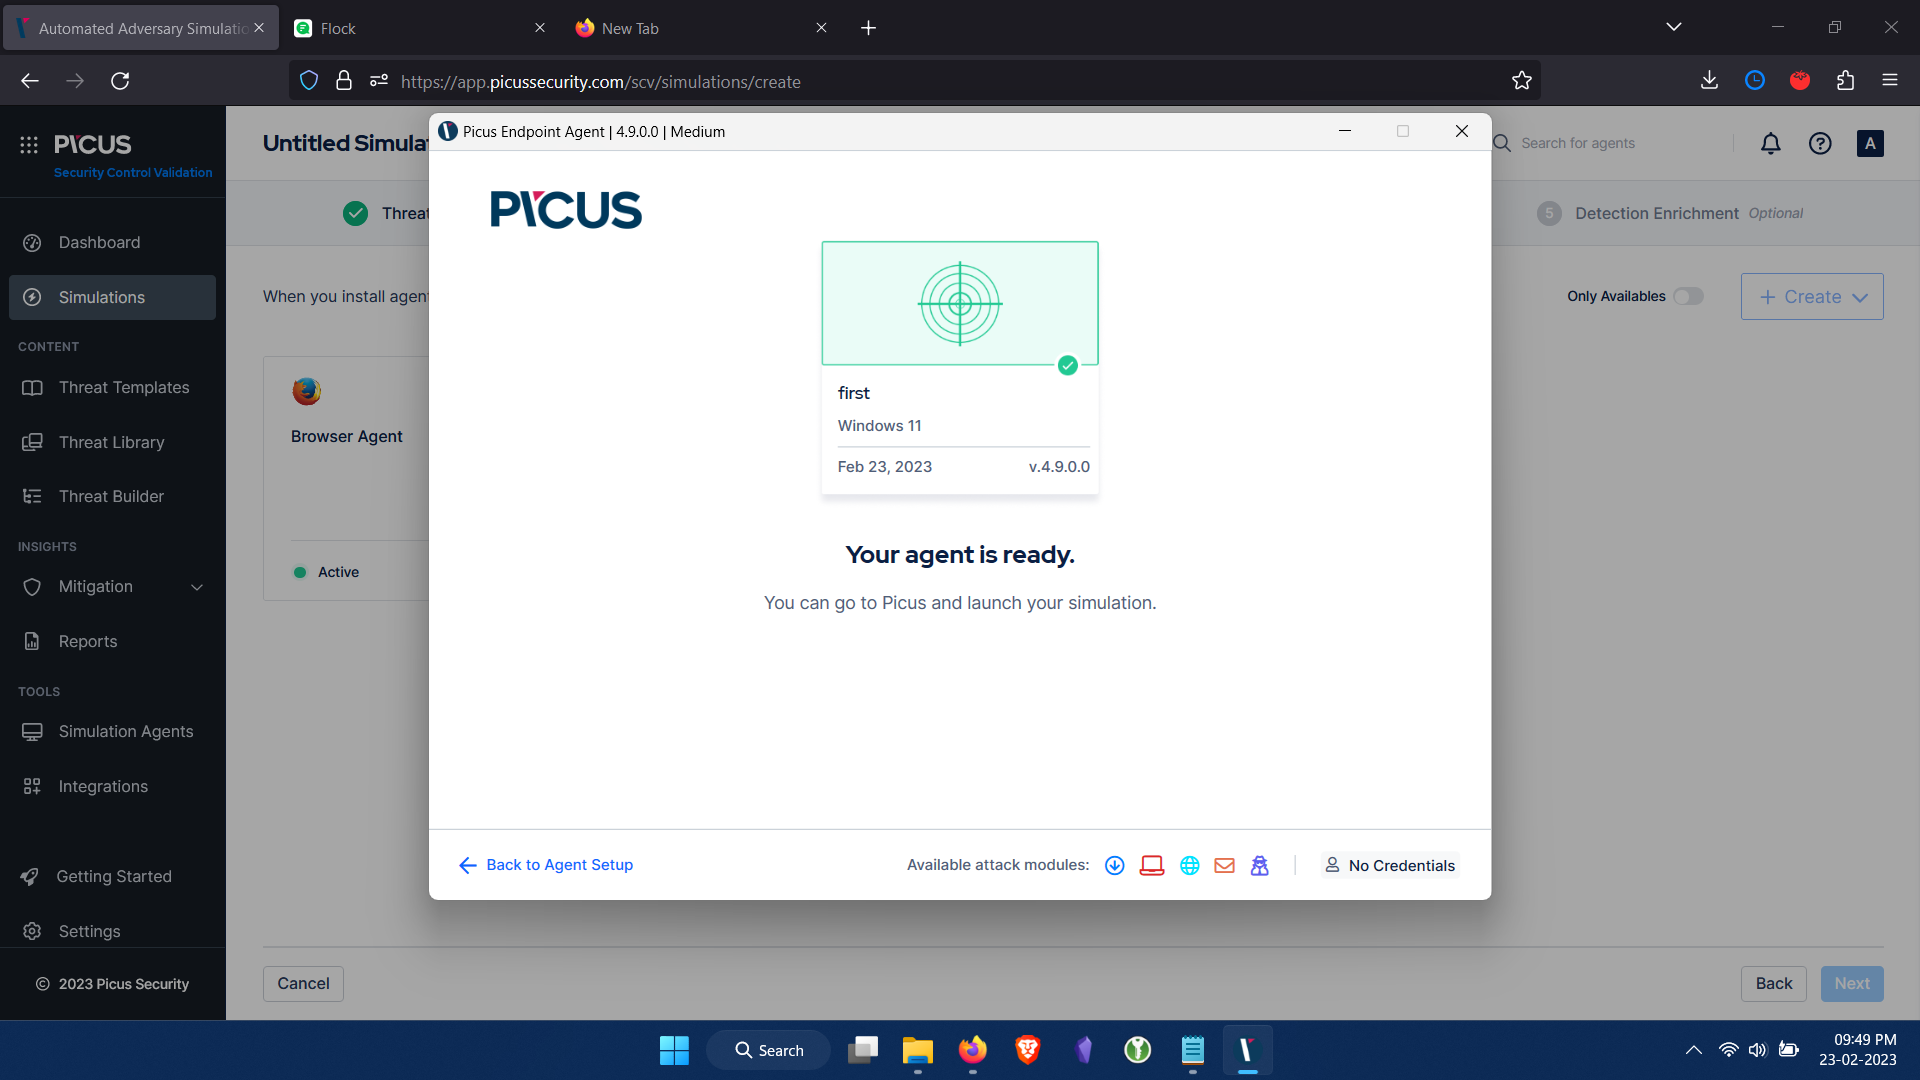 Automated Adversary Simulatio
Flock
New Tab
https://app.picussecurity.com/scv/simulations/create
PICUS
Security Control Validation
Dashboard
Simulations
CONTENT
Threat Templates
Threat Library
Threat Builder
INSIGHTS
Mitigation
Reports
TOOLS
Simulation Agents
Integrations
Getting Started
Settings
© 2023 Picus Security
Untitled Simula
Search for agents
A
Threat
5 Detection Enrichment Optional
When you install agen
Only Availables
+ Create
Browser Agent
Active
Cancel
Back
Next
Picus Endpoint Agent | 4.9.0.0 | Medium
PICUS
first
Windows 11
Feb 23, 2023 v.4.9.0.0
Your agent is ready.
You can go to Picus and launch your simulation.
Back to Agent Setup
Available attack modules:
No Credentials
Search
09:49 PM
23-02-2023